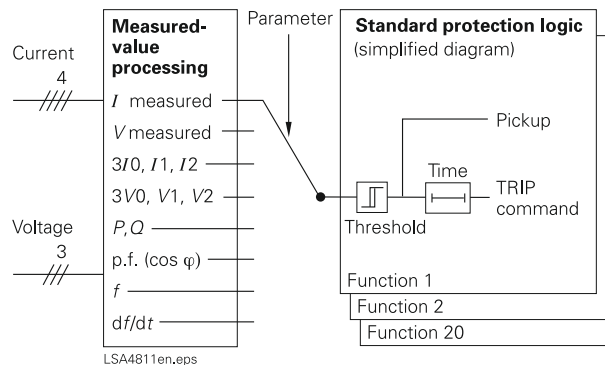 Measured-
value
processing
Parameter
Standard protection logic
(simplified diagram)
Current
4
I measured
V measured
3I0, I1, I2
3V0, V1, V2
P,Q
p.f. (cos φ)
f
df/dt
Voltage
3
Pickup
Time
TRIP
command
Threshold
Function 1
Function 2
Function 20
LSA4811en.eps